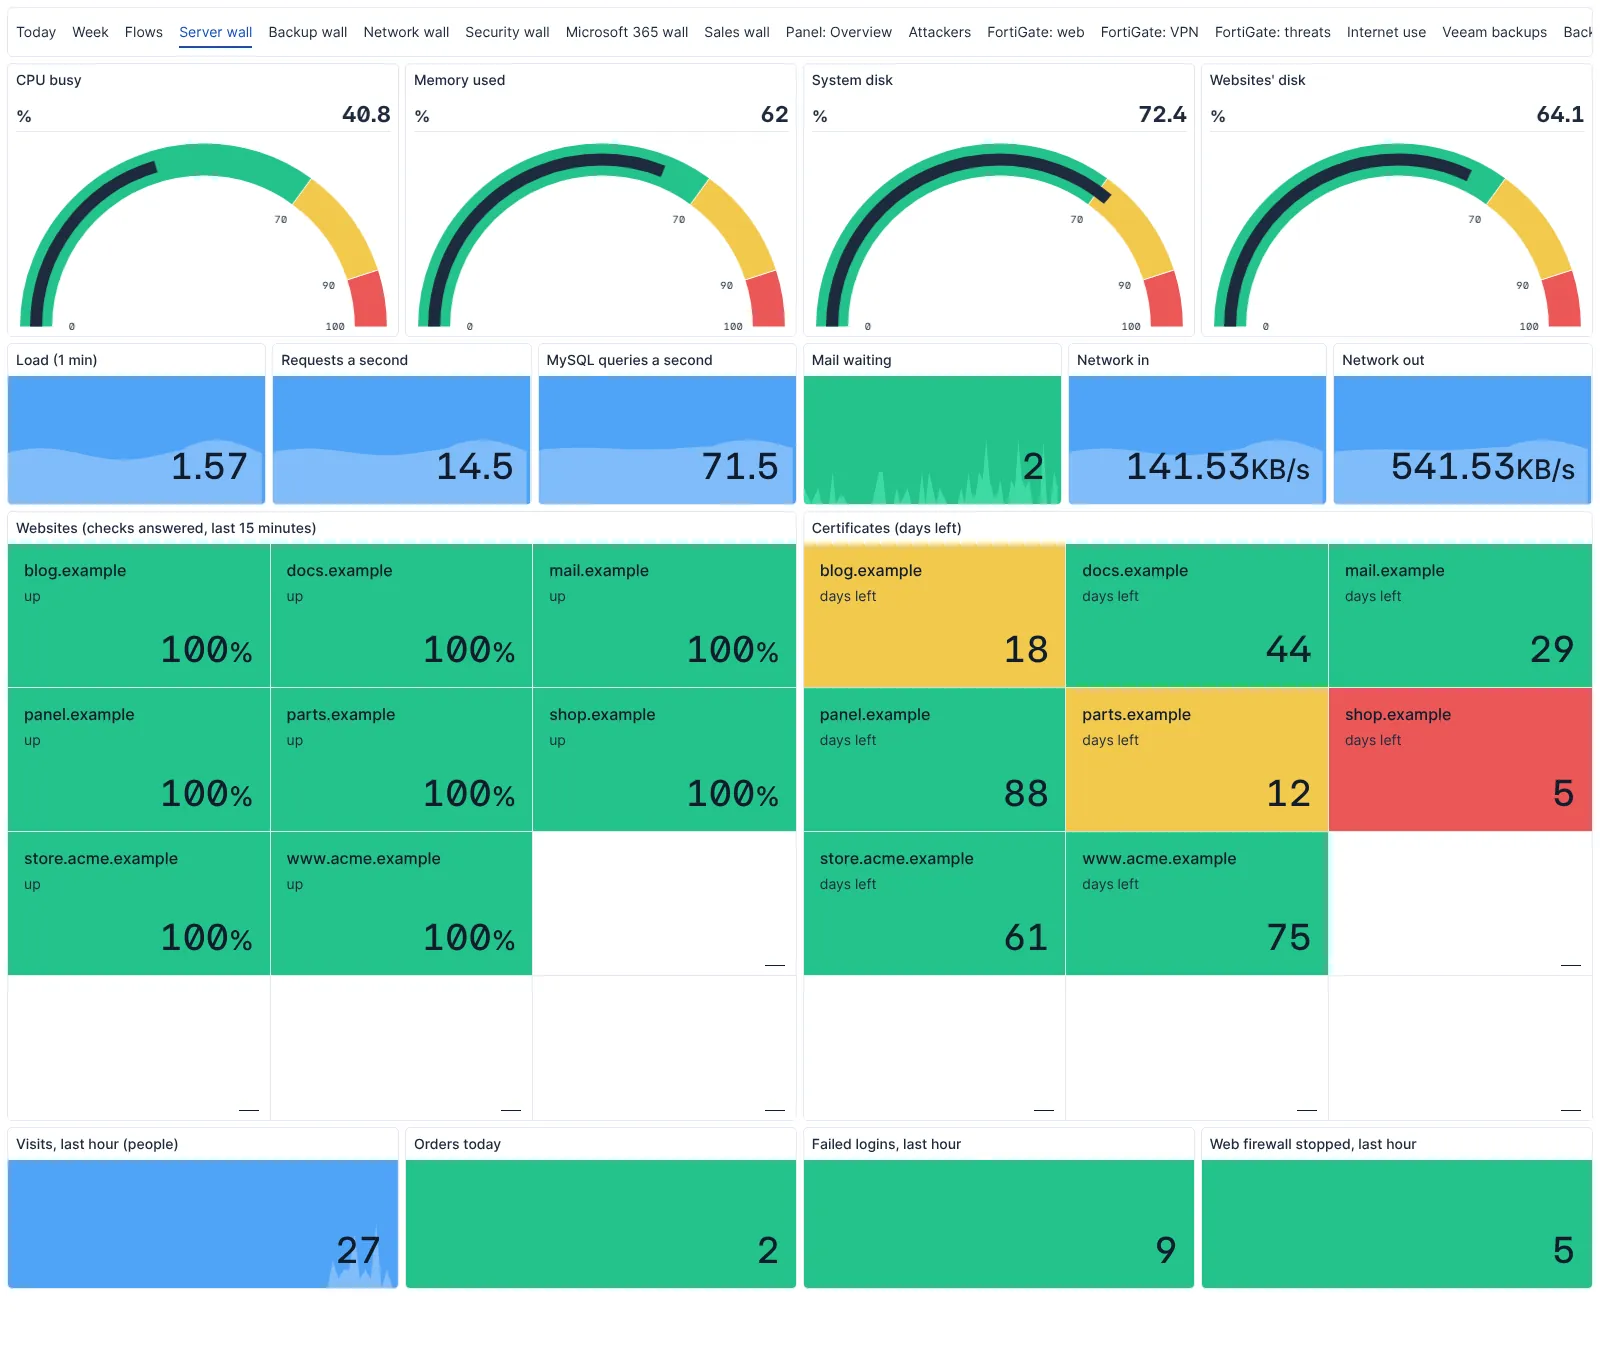 Today Week Flows Server wall Backup wall Network wall Security wall Microsoft 365 wall Sales wall Panel: Overview Attackers FortiGate: web FortiGate: VPN FortiGate: threats Internet use Veeam backups Back
CPU busy
% 40.8
70
90
0 100
Memory used
% 62
70
90
0 100
System disk
% 72.4
70
90
0 100
Websites' disk
% 64.1
70
90
0 100
Load (1 min)
1.57
Requests a second
14.5
MySQL queries a second
71.5
Mail waiting
2
Network in
141.53KB/s
Network out
541.53KB/s
Websites (checks answered, last 15 minutes)
blog.example
up
100%
docs.example
up
100%
mail.example
up
100%
panel.example
up
100%
parts.example
up
100%
shop.example
up
100%
store.acme.example
up
100%
www.acme.example
up
100%
Certificates (days left)
blog.example
days left
18
docs.example
days left
44
mail.example
days left
29
panel.example
days left
88
parts.example
days left
12
shop.example
days left
5
store.acme.example
days left
61
www.acme.example
days left
75
Visits, last hour (people)
27
Orders today
2
Failed logins, last hour
9
Web firewall stopped, last hour
5